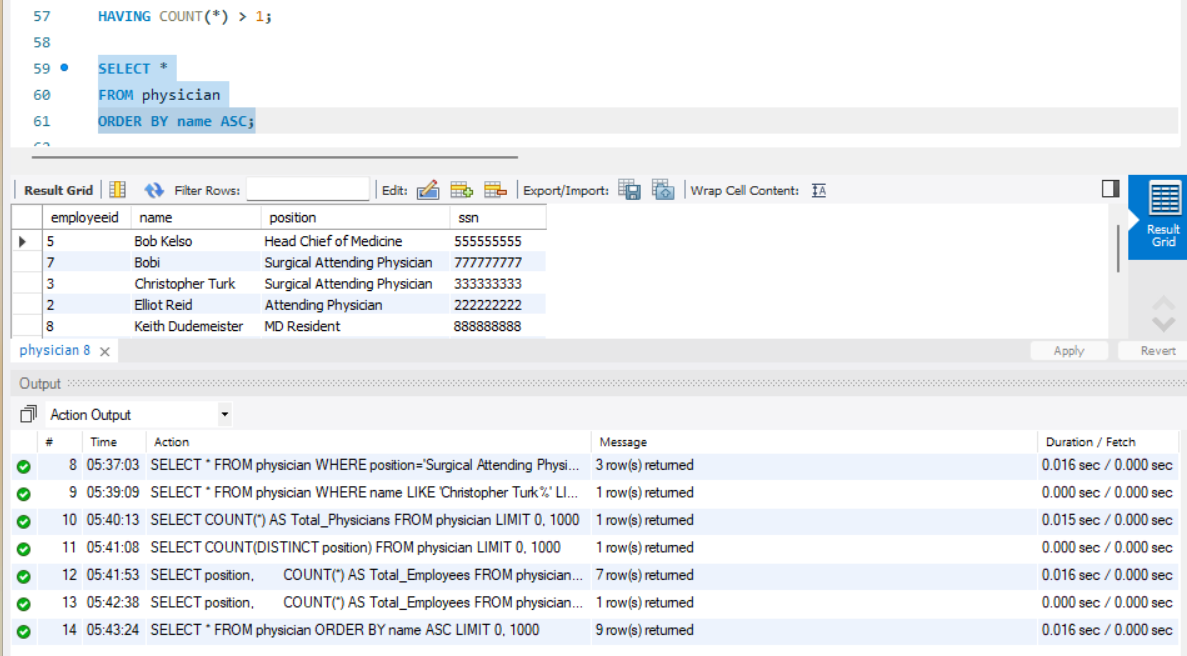 57 HAVING COUNT(*) > 1;
58
59 SELECT *
60 FROM physician
61 ORDER BY name ASC;
Result Grid Filter Rows: Edit: Export/Import: Wrap Cell Content:
employeeid name position ssn
5 Bob Kelso Head Chief of Medicine 555555555
7 Bobi Surgical Attending Physician 777777777
3 Christopher Turk Surgical Attending Physician 333333333
2 Elliot Reid Attending Physician 222222222
8 Keith Dudemeister MD Resident 888888888
Result
Grid
physician 8 Apply Revert
Output
Action Output
# Time Action Message Duration / Fetch
8 05:37:03 SELECT * FROM physician WHERE position='Surgical Attending Physi... 3 row(s) returned 0.016 sec / 0.000 sec
9 05:39:09 SELECT * FROM physician WHERE name LIKE 'Christopher Turk%' LI... 1 row(s) returned 0.000 sec / 0.000 sec
10 05:40:13 SELECT COUNT(*) AS Total_Physicians FROM physician LIMIT 0, 1000 1 row(s) returned 0.015 sec / 0.000 sec
11 05:41:08 SELECT COUNT(DISTINCT position) FROM physician LIMIT 0, 1000 1 row(s) returned 0.000 sec / 0.000 sec
12 05:41:53 SELECT position, COUNT(*) AS Total_Employees FROM physician... 7 row(s) returned 0.016 sec / 0.000 sec
13 05:42:38 SELECT position, COUNT(*) AS Total_Employees FROM physician... 1 row(s) returned 0.000 sec / 0.000 sec
14 05:43:24 SELECT * FROM physician ORDER BY name ASC LIMIT 0, 1000 9 row(s) returned 0.016 sec / 0.000 sec